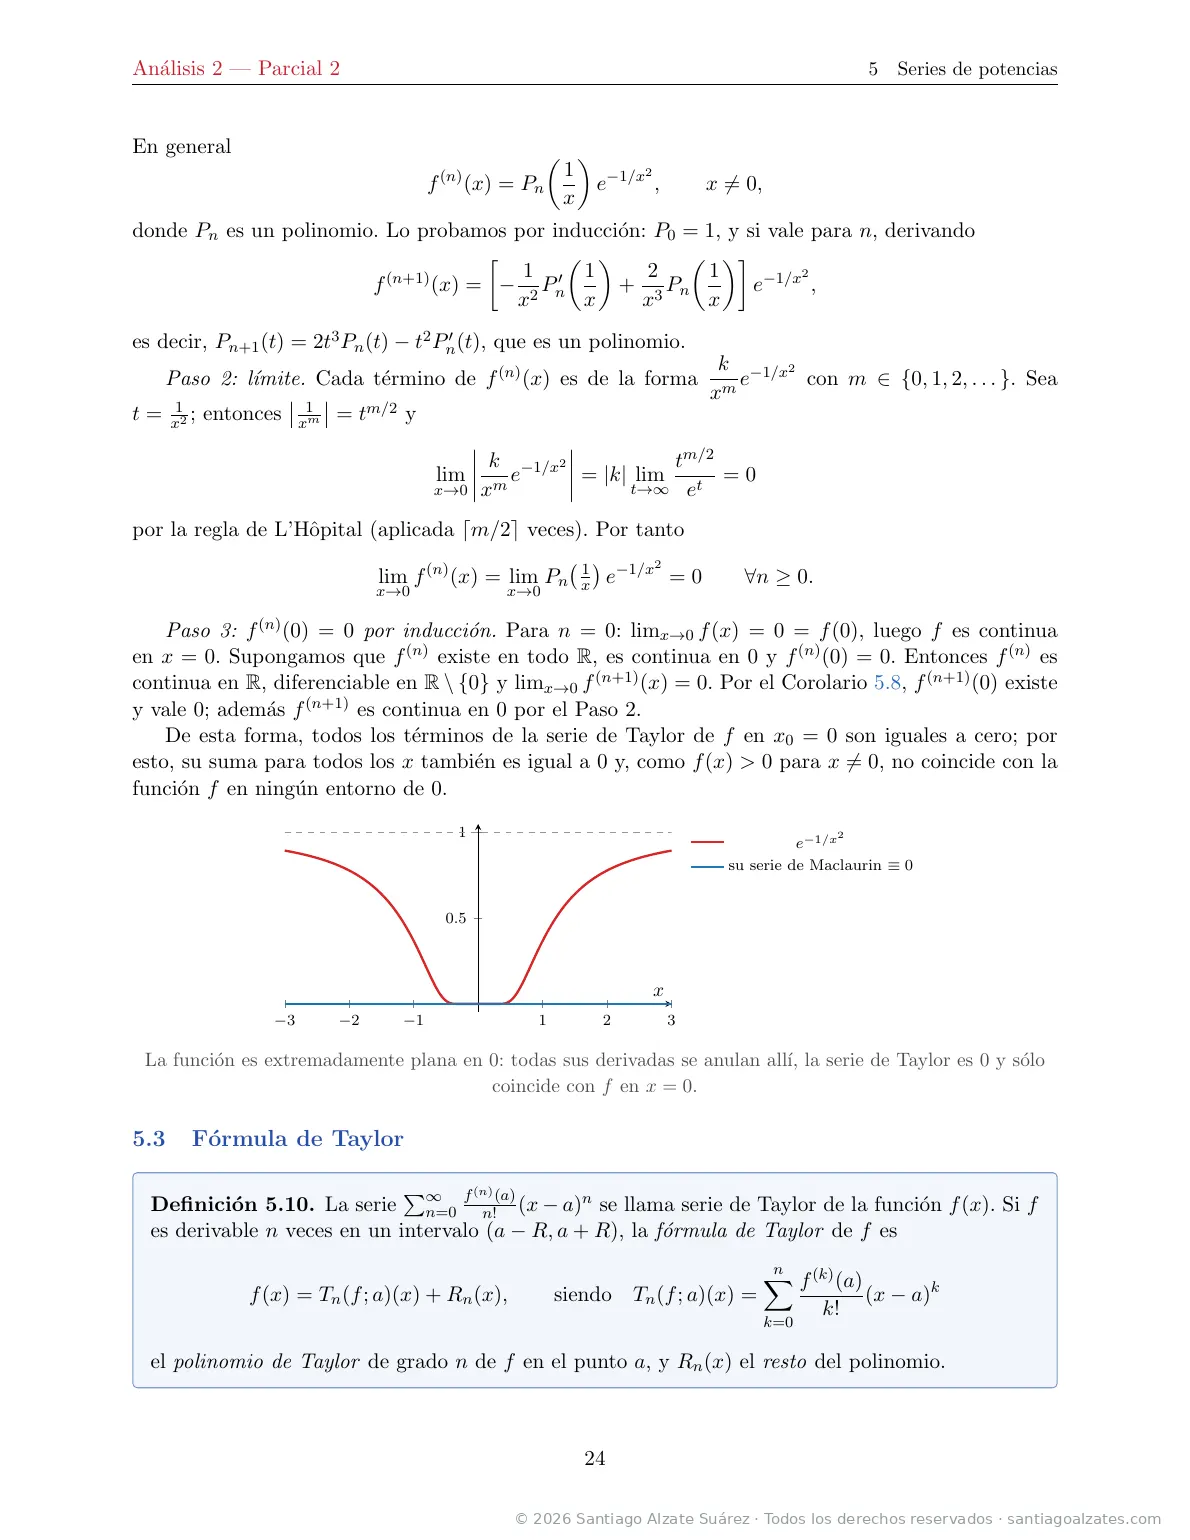 Análisis 2 — Parcial 2
5 Series de potencias
En general
f^{(n)}(x) = P_n(1/x) e^{-1/x^2}, x ≠ 0,
donde P_n es un polinomio. Lo probamos por inducción: P_0 = 1, y si vale para n, derivando
f^{(n+1)}(x) = [−1/x^2 P′_n(1/x) + 2/x^3 P_n(1/x)] e^{-1/x^2},
es decir, P_{n+1}(t) = 2t^3P_n(t) − t^2P′_n(t), que es un polinomio.
Paso 2: límite. Cada término de f^{(n)}(x) es de la forma k/x^m e^{-1/x^2} con m ∈ {0, 1, 2, . . . }. Sea
t = 1/x^2; entonces |1/x^m| = t^{m/2} y
lim_{x→0} |k/x^m e^{-1/x^2}| = |k| lim_{t→∞} t^{m/2}/e^t = 0
por la regla de L'Hôpital (aplicada ⌈m/2⌉ veces). Por tanto
lim_{x→0} f^{(n)}(x) = lim_{x→0} P_n(1/x) e^{-1/x^2} = 0 ∀n ≥ 0.
Paso 3: f^{(n)}(0) = 0 por inducción. Para n = 0: lim_{x→0} f(x) = 0 = f(0), luego f es continua
en x = 0. Supongamos que f^{(n)} existe en todo ℝ, es continua en 0 y f^{(n)}(0) = 0. Entonces f^{(n)} es
continua en ℝ, diferenciable en ℝ \ {0} y lim_{x→0} f^{(n+1)}(x) = 0. Por el Corolario 5.8, f^{(n+1)}(0) existe
y vale 0; además f^{(n+1)} es continua en 0 por el Paso 2.
De esta forma, todos los términos de la serie de Taylor de f en x_0 = 0 son iguales a cero; por
esto, su suma para todos los x también es igual a 0 y, como f(x) > 0 para x ≠ 0, no coincide con la
función f en ningún entorno de 0.
1
e^{-1/x^2}
su serie de Maclaurin ≡ 0
0.5
x
−3 −2 −1 1 2 3
La función es extremadamente plana en 0: todas sus derivadas se anulan allí, la serie de Taylor es 0 y sólo
coincide con f en x = 0.
5.3 Fórmula de Taylor
Definición 5.10. La serie ∑_{n=0}^{∞} f^{(n)}(a)/n! (x − a)^n se llama serie de Taylor de la función f(x). Si f
es derivable n veces en un intervalo (a − R, a + R), la fórmula de Taylor de f es
f(x) = T_n(f; a)(x) + R_n(x), siendo T_n(f; a)(x) = ∑_{k=0}^{n} f^{(k)}(a)/k! (x − a)^k
el polinomio de Taylor de grado n de f en el punto a, y R_n(x) el resto del polinomio.
24
© 2026 Santiago Alzate Suárez · Todos los derechos reservados · santiagoalzates.com